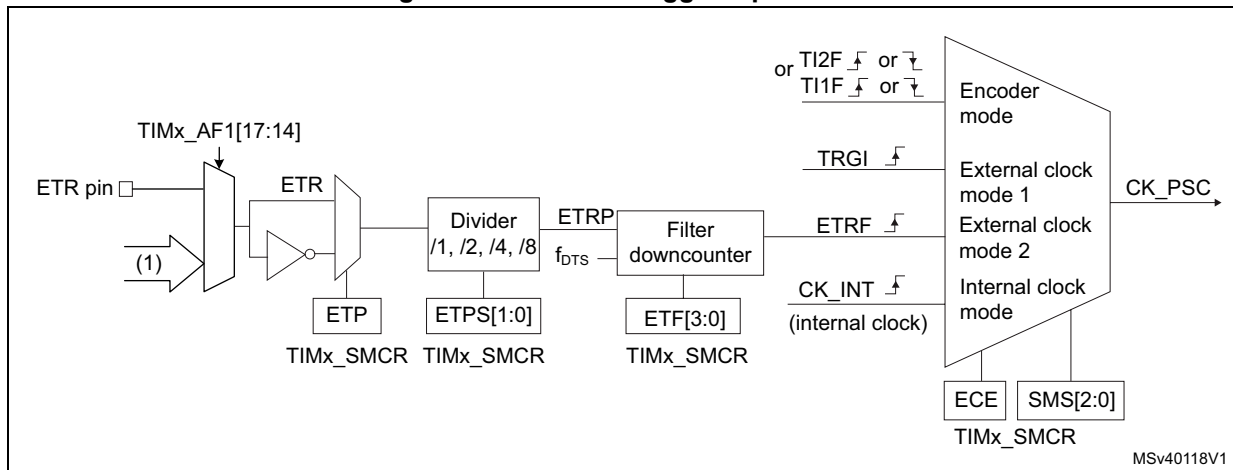 or TI2F or
TI1F or
Encoder
mode
TIMx_AF1[17:14]
TRGI
ETR pin
ETR
External clock
mode 1
CK_PSC
Divider
/1, /2, /4, /8
ETRP
Filter
downcounter
ETRF
External clock
mode 2
(1)
fDTS
CK_INT
(internal clock)
Internal clock
mode
ETP
ETPS[1:0]
ETF[3:0]
TIMx_SMCR
TIMx_SMCR
TIMx_SMCR
ECE
SMS[2:0]
TIMx_SMCR
MSv40118V1